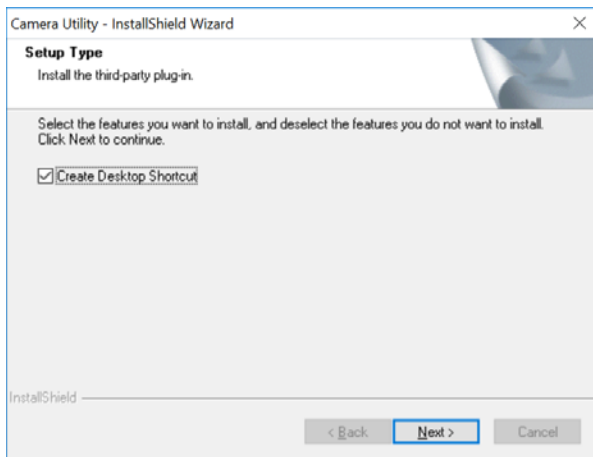 Camera Utility - InstallShield Wizard
Setup Type
Install the third-party plug-in.
Select the features you want to install, and deselect the features you do not want to install.
Click Next to continue.
Create Desktop Shortcut
InstallShield
< Back
Next >
Cancel